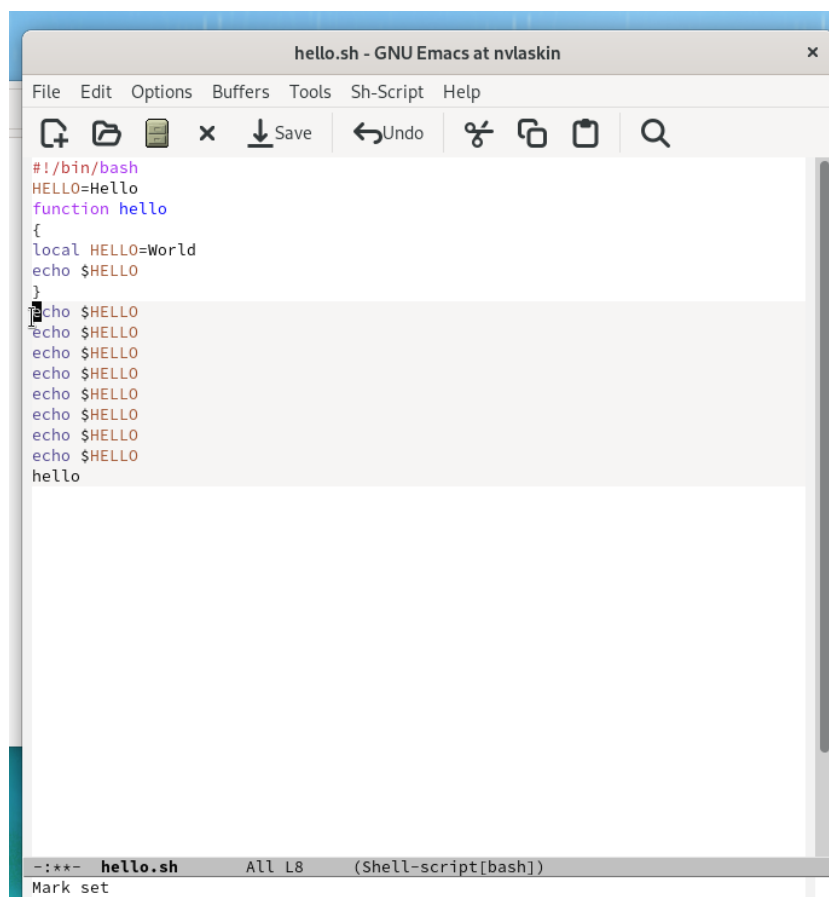 hello.sh - GNU Emacs at nvlaskin ×
File Edit Options Buffers Tools Sh-Script Help
Save Undo
#!/bin/bash
HELLO=Hello
function hello
{
local HELLO=World
echo $HELLO
}
echo $HELLO
echo $HELLO
echo $HELLO
echo $HELLO
echo $HELLO
echo $HELLO
echo $HELLO
echo $HELLO
hello
-:**- hello.sh All L8 (Shell-script[bash])
Mark set